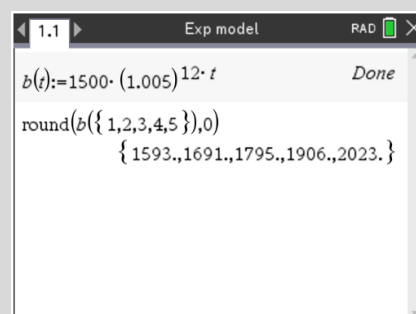 1.1 Exp model RAD
b(t):=1500·(1.005)^12·t Done
round(b({1,2,3,4,5}),0)
{1593.,1691.,1795.,1906.,2023.}